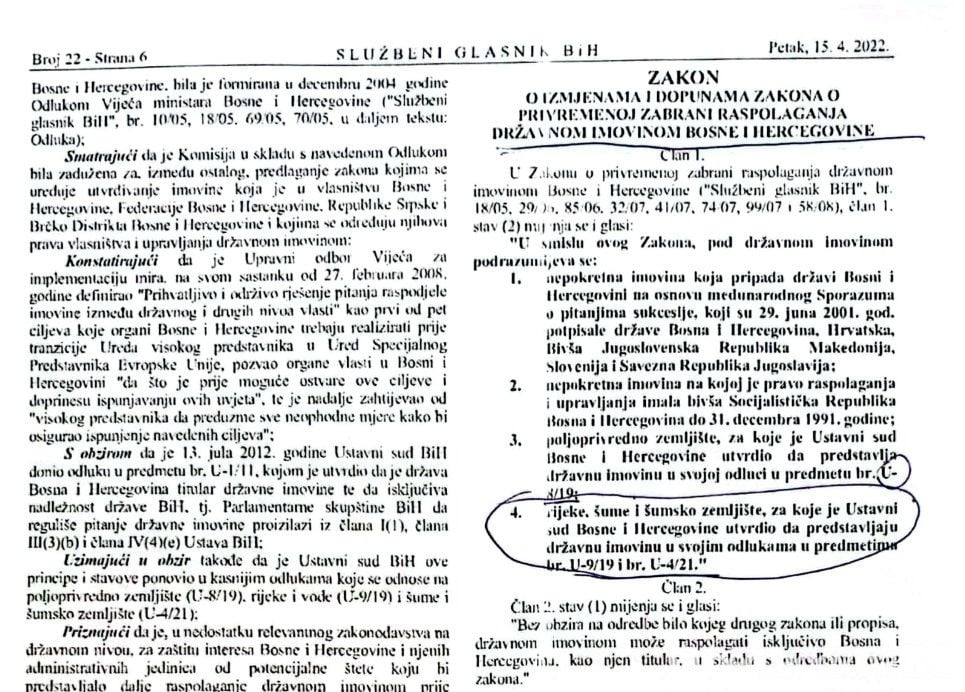 Broj 22 - Strana 6
SLUŽBENI GLASNIK BiH
Petak, 15. 4. 2022.
Bosne i Hercegovine, bila je formirana u decembru 2004 godine
Odlukom Vijeća ministara Bosne i Hercegovine ("Službeni
glasnik BiH", br. 10/05, 18/05, 69/05, 70/05, u daljem tekstu:
Odluka);
Smatrajući da je Komisija u skladu s navedenom Odlukom
bila zadužena za, između ostalog, predlaganje zakona kojima se
uređuje utvrđivanje imovine koja je u vlasništvu Bosne i
Hercegovine, Federacije Bosne i Hercegovine, Republike Srpske i
Brčko Distrikta Bosne i Hercegovine i kojima se određuju njihova
prava vlasništva i upravljanja državnom imovinom;
Konstatirajući da je Upravni odbor Vijeća za
implementaciju mira, na svom sastanku od 27. februara 2008.
godine definirao "Prihvatljivo i održivo rješenje pitanja raspodjele
imovine između državnog i drugih nivoa vlasti" kao prvi od pet
ciljeva koje organi Bosne i Hercegovine trebaju realizirati prije
tranzicije Ureda visokog predstavnika u Ured Specijalnog
Predstavnika Evropske Unije, pozvao organe vlasti u Bosni i
Hercegovini "da što je prije moguće ostvare ove ciljeve i
doprinesu ispunjavanju ovih uvjeta", te je nadalje zahtijevao od
"visokog predstavnika da preduzme sve neophodne mjere kako bi
osigurao ispunjenje navedenih ciljeva";
S obzirom da je 13. jula 2012. godine Ustavni sud BiH
donio odluku u predmetu br. U-1/11, kojom je utvrdio da je država
Bosna i Hercegovina titular državne imovine te da isključiva
nadležnost države BiH, tj. Parlamentarne skupštine BiH da
reguliše pitanje državne imovine proizilazi iz člana I(1), člana
III(3)(b) i člana IV(4)(e) Ustava BiH;
Uzimajući u obzir takođe da je Ustavni sud BiH ove
principe i stavove ponovio u kasnijim odlukama koje se odnose na
poljoprivredno zemljište (U-8/19), rijeke i vode (U-9/19) i šume i
šumsko zemljište (U-4/21);
Priznajući da je, u nedostatku relevantnog zakonodavstva na
državnom nivou, za zaštitu interesa Bosne i Hercegovine i njenih
administrativnih jedinica od potencijalne štete koju bi
predstavljalo dalje raspolaganje državnom imovinom prije
ZAKON
O IZMJENAMA I DOPUNAMA ZAKONA O
PRIVREMENOJ ZABRANI RASPOLAGANJA
DRŽAVNOM IMOVINOM BOSNE I HERCEGOVINE
Član 1.
U Zakonu o privremenoj zabrani raspolaganja državnom
imovinom Bosne i Hercegovine ("Službeni glasnik BiH", br.
18/05, 29/06, 85/06, 32/07, 41/07, 74/07, 99/07 i 58/08), član 1.
stav (2) mijenja se i glasi:
"U smislu ovog Zakona, pod državnom imovinom
podrazumijeva se:
1. nepokretna imovina koja pripada državi Bosni i
Hercegovini na osnovu međunarodnog Sporazuma
o pitanjima sukcesije, koji su 29. juna 2001. god.
potpisale države Bosna i Hercegovina, Hrvatska,
Bivša Jugoslovenska Republika Makedonija,
Slovenija i Savezna Republika Jugoslavija;
2. nepokretna imovina na kojoj je pravo raspolaganja
i upravljanja imala bivša Socijalistička Republika
Bosna i Hercegovina do 31. decembra 1991. godine;
3. poljoprivredno zemljište, za koje je Ustavni sud
Bosne i Hercegovine utvrdio da predstavlja
državnu imovinu u svojoj odluci u predmetu br. U-
8/19;
4. rijeke, šume i šumsko zemljište, za koje je Ustavni
sud Bosne i Hercegovine utvrdio da predstavljaju
državnu imovinu u svojim odlukama u predmetima
br. U-9/19 i br. U-4/21."
Član 2.
Član 2. stav (1) mijenja se i glasi:
"Bez obzira na odredbe bilo kojeg drugog zakona ili propisa,
državnom imovinom može raspolagati isključivo Bosna i
Hercegovina, kao njen titular, u skladu s odredbama ovog
zakona."